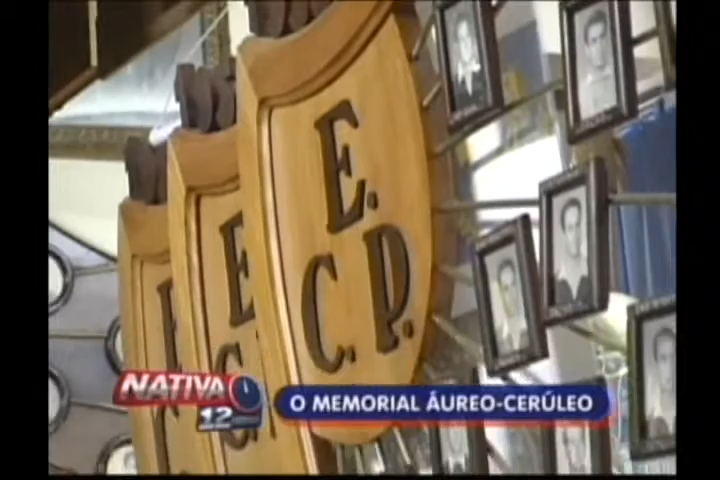 E.
C. P.
E
C
NATIVA
12
O MEMORIAL ÁUREO-CERÚLEO